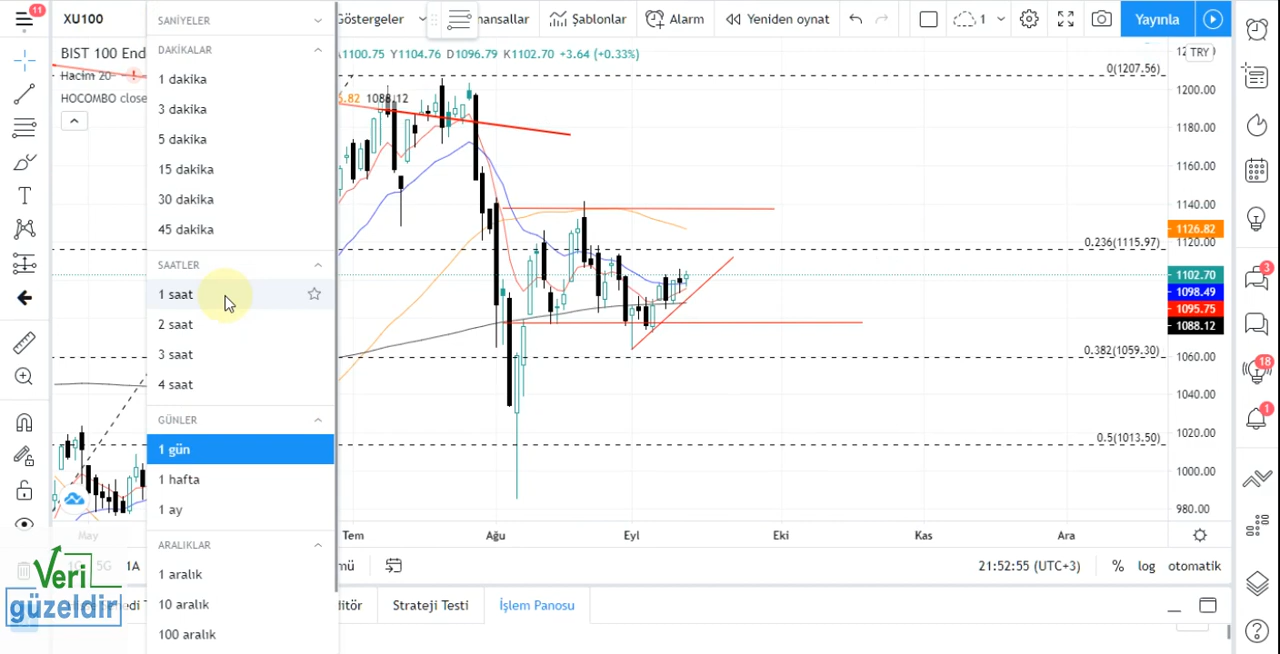 11
XU100
SANİYELER
Göstergeler
nansallar
Şablonlar
Alarm
Yeniden oynat
1
Yayınla
BIST 100 End
1100.75 Y1104.76 D1096.79 K1102.70 +3.64 (+0.33%)
TRY
Hacim 20
HOCOMBO close
6.82 1088.12
DAKİKALAR
1 dakika
3 dakika
5 dakika
15 dakika
30 dakika
45 dakika
SAATLER
1 saat
2 saat
3 saat
4 saat
GÜNLER
1 gün
1 hafta
1 ay
ARALIKLAR
1 aralık
10 aralık
100 aralık
0(1207.56)
0.236(1115.97)
0.382(1059.30)
0.5(1013.50)
1200.00
1180.00
1160.00
1140.00
1126.82
1120.00
1102.70
1098.49
1095.75
1088.12
1060.00
1040.00
1020.00
1000.00
980.00
3
18
1
May
Tem
Ağu
Eyl
Eki
Kas
Ara
5G
1A
mü
21:52:55 (UTC+3)
%
log
otomatik
Veri
güzeldir
itör
Strateji Testi
İşlem Panosu